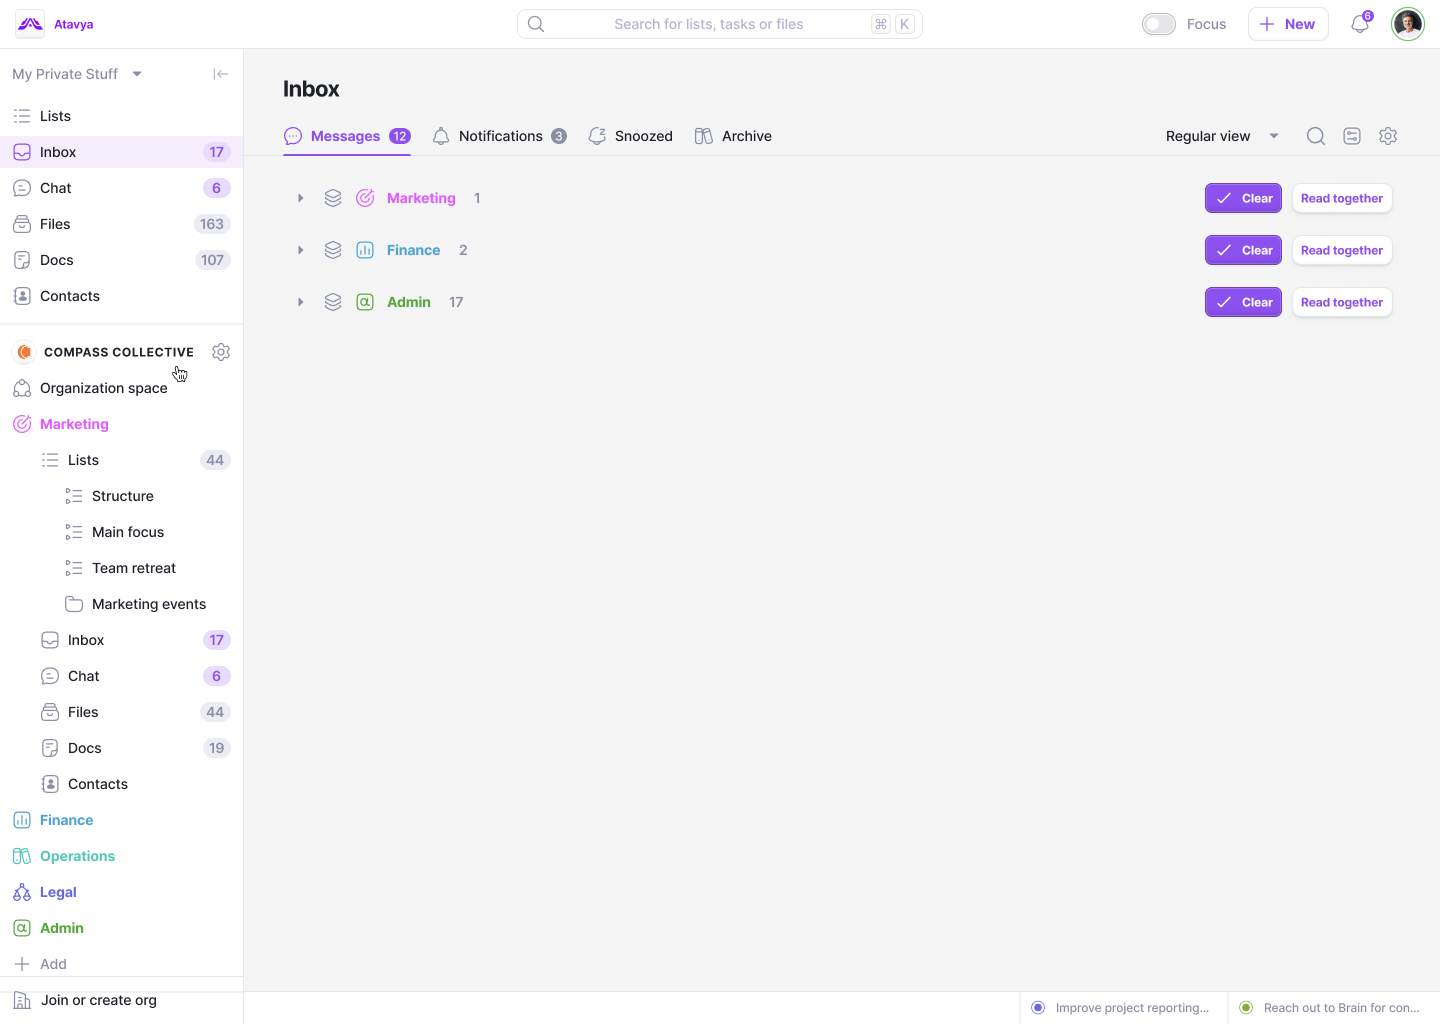 Atavya
Search for lists, tasks or files
⌘ K
Focus
New
6
My Private Stuff
Lists
Inbox 17
Chat 6
Files 163
Docs 107
Contacts
COMPASS COLLECTIVE
Organization space
Marketing
Lists 44
Structure
Main focus
Team retreat
Marketing events
Inbox 17
Chat 6
Files 44
Docs 19
Contacts
Finance
Operations
Legal
Admin
Add
Join or create org
Inbox
Messages 12
Notifications 3
Snoozed
Archive
Regular view
Marketing 1
Clear
Read together
Finance 2
Clear
Read together
Admin 17
Clear
Read together
Improve project reporting...
Reach out to Brain for con...